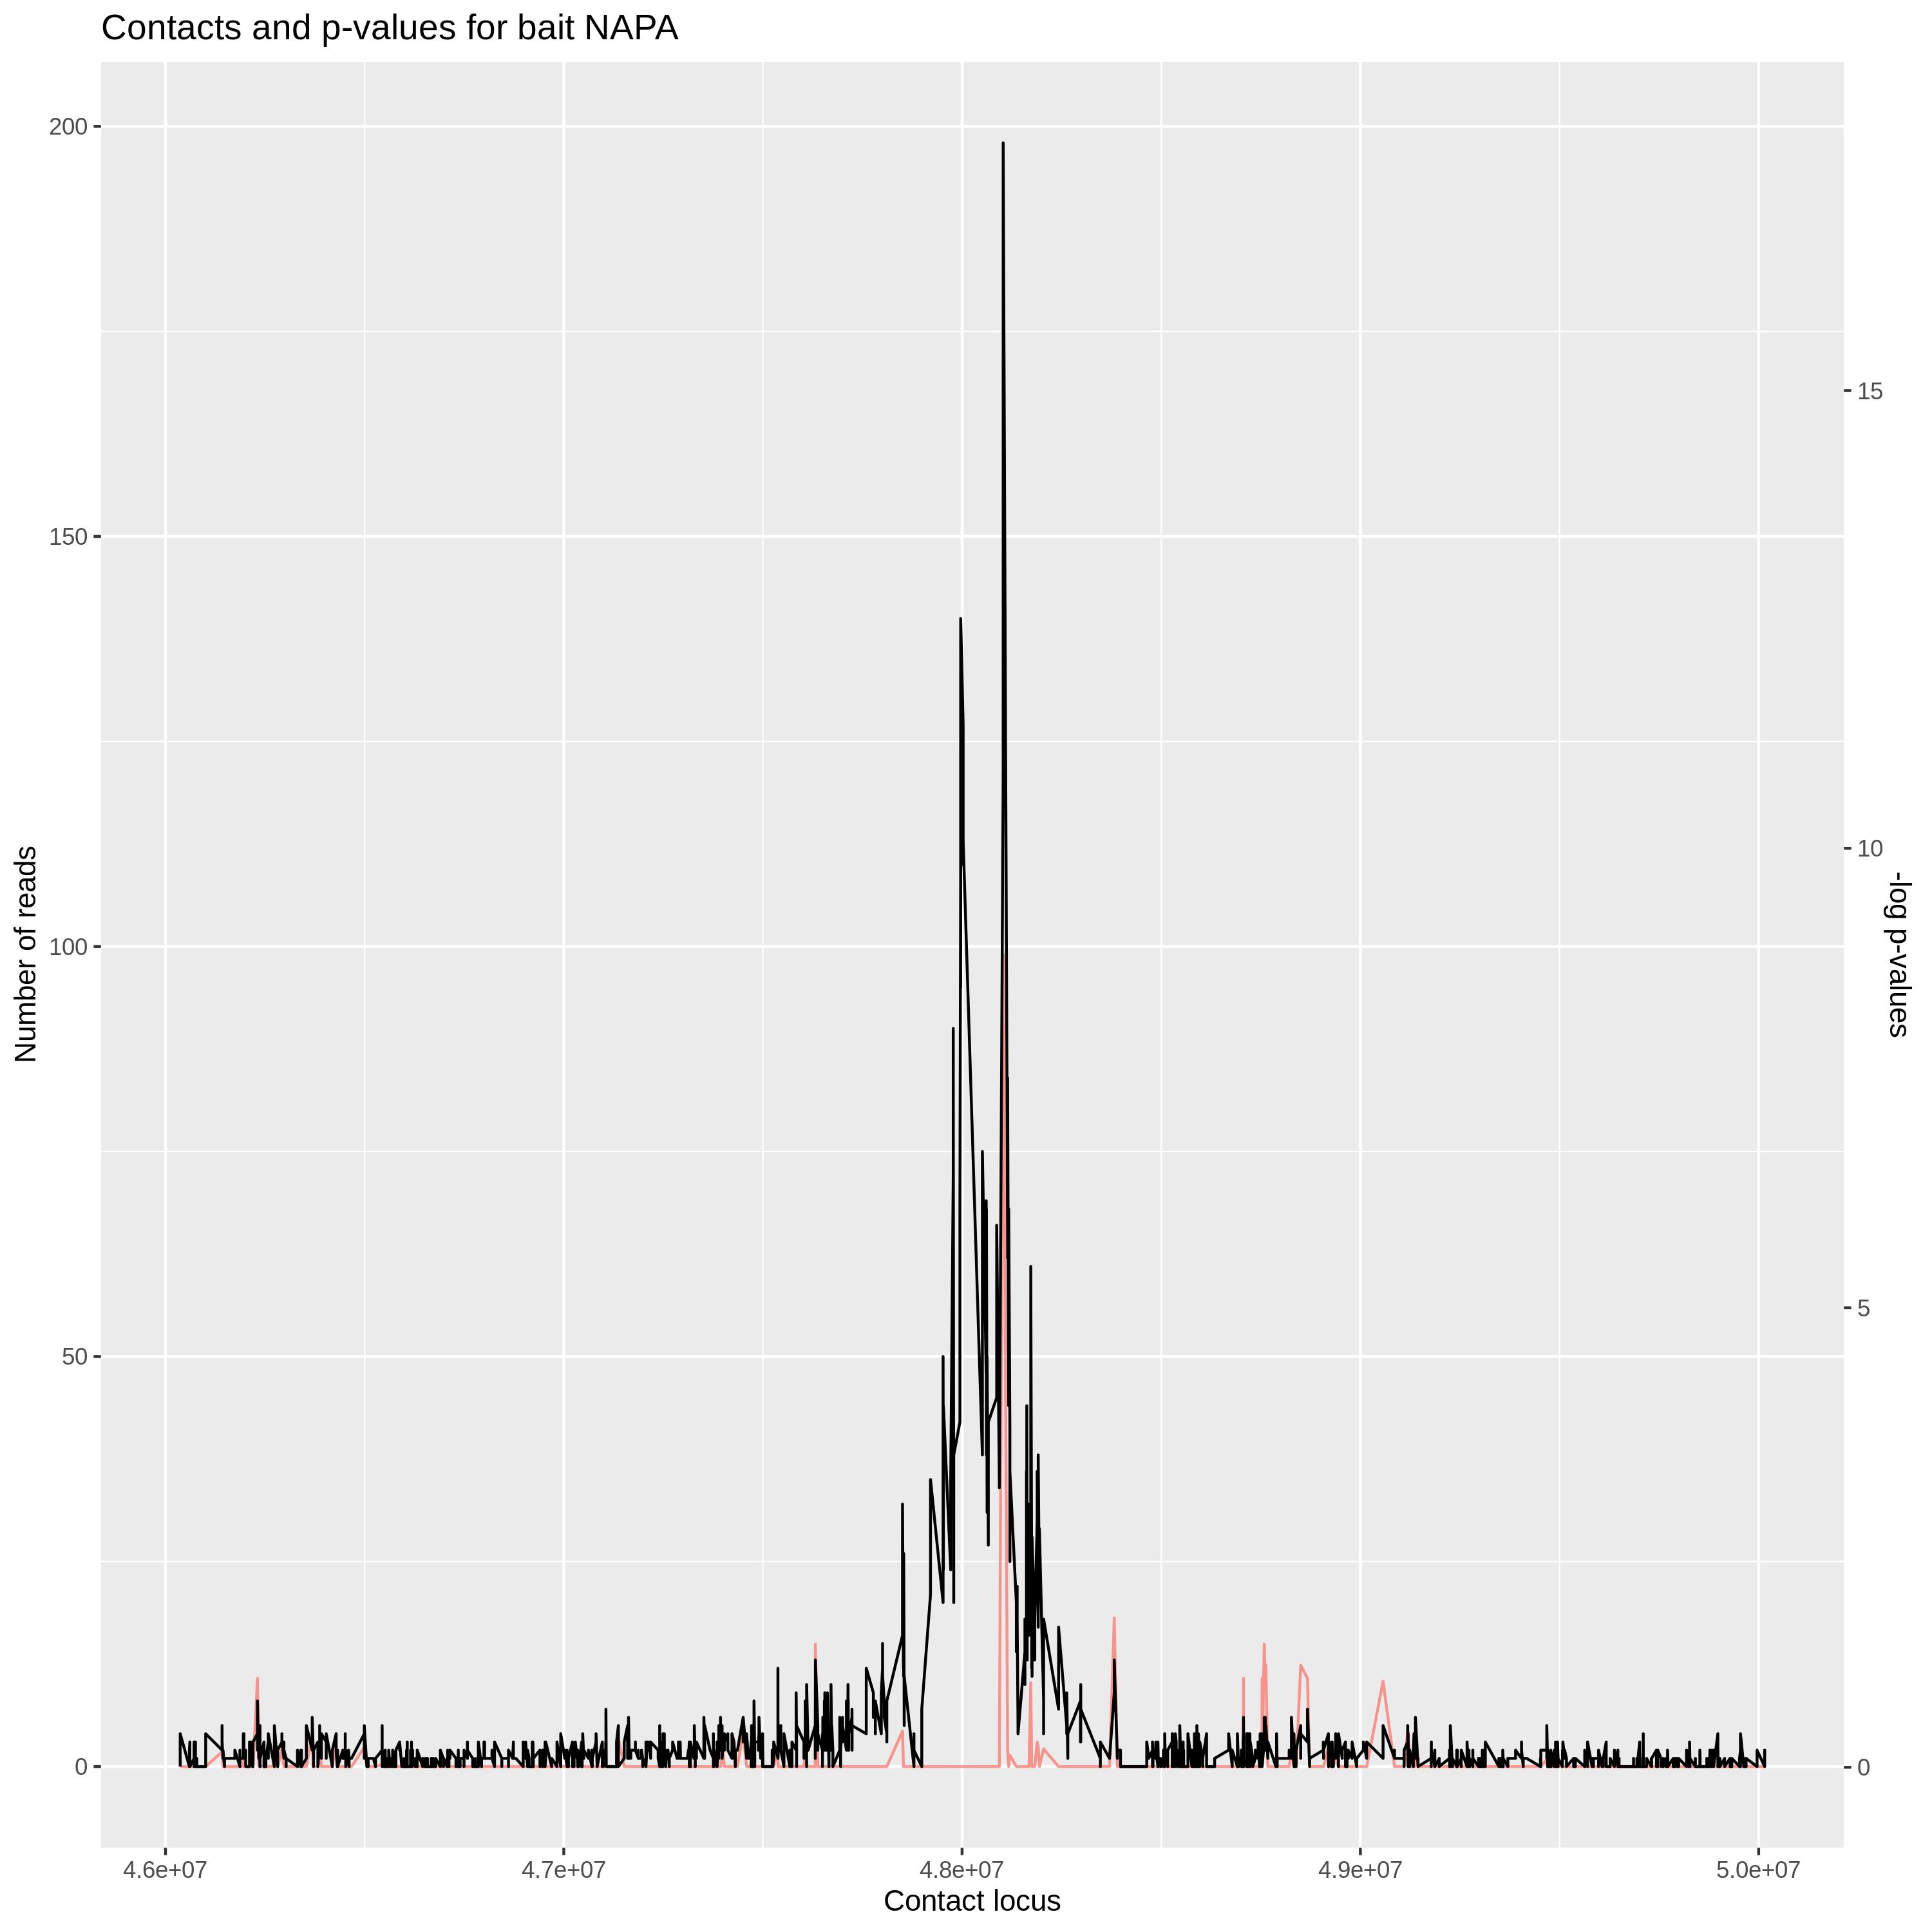 Contacts and p-values for bait NAPA
200
150
100
50
0
Number of reads
15
10
5
0
-log p-values
4.6e+07 4.7e+07 4.8e+07 4.9e+07 5.0e+07
Contact locus